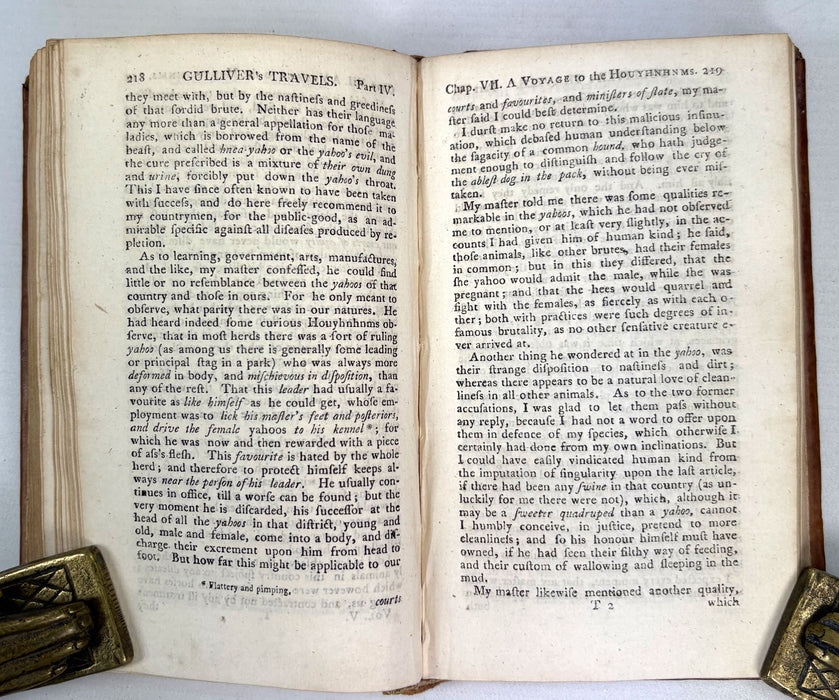 218 GULLIVER's TRAVELS. Part IV.
they meet with, but by the naſtineſs and greedineſs
of that ſordid brute. Neither has their language
any more than a general appellation for thoſe ma-
ladies, which is borrowed from the name of the
beaſt, and called hnea-yahoo or the yahoo's evil, and
the cure preſcribed is a mixture of their own dung
and urine, forcibly put down the yahoo's throat.
This I have ſince often known to have been taken
with ſucceſs, and do here freely recommend it to
my countrymen, for the public-good, as an ad-
mirable ſpecific againſt all diſeaſes produced by re-
pletion.
As to learning, government, arts, manufactures,
and the like, my maſter confeſſed, he could find
little or no reſemblance between the yahoos of that
country and thoſe in ours. For he only meant to
obſerve, what parity there was in our natures. He
had heard indeed ſome curious Houyhnhnms ob-
ſerve, that in moſt herds there was a ſort of ruling
yahoo (as among us there is generally ſome leading
or principal ſtag in a park) who was always more
deformed in body, and miſchievous in diſpoſition, than
any of the reſt. That this leader had uſually a fa-
vourite as like himſelf as he could get, whoſe em-
ployment was to lick his maſter's feet and poſteriors,
and drive the female yahoos to his kennel*; for
which he was now and then rewarded with a piece
of aſs's fleſh. This favourite is hated by the whole
herd; and therefore to protect himſelf keeps al-
ways near the perſon of his leader. He uſually con-
tinues in office, till a worſe can be found; but the
very moment he is diſcarded, his ſucceſſor at the
head of all the yahoos in that diſtrict, young and
old, male and female, come into a body, and diſ-
charge their excrement upon him from head to
foot. But how far this might be applicable to our
* Flattery and pimping.
courts
Chap. VII. A VOYAGE to the HOUYHNHNMS. 219
courts and favourites, and miniſters of ſtate, my ma-
ſter ſaid I could beſt determine.
I durſt make no return to this malicious inſinu-
ation, which debaſed human underſtanding below
the ſagacity of a common hound, who hath judge-
ment enough to diſtinguiſh and follow the cry of
the ableſt dog in the pack, without being ever miſ-
taken.
My maſter told me there was ſome qualities re-
markable in the yahoos, which he had not obſerved
me to mention, or at leaſt very ſlightly, in the ac-
counts I had given him of human kind; he ſaid,
thoſe animals, like other brutes, had their females
in common; but in this they differed, that the
ſhe yahoo would admit the male, while ſhe was
pregnant; and that the hees would quarrel and
fight with the females, as fiercely as with each o-
ther; both with practices were ſuch degrees of in-
famous brutality, as no other ſenſative creature e-
ver arrived at.
Another thing he wondered at in the yahoo, was
their ſtrange diſpoſition to naſtineſs and dirt;
whereas there appears to be a natural love of clean-
lineſs in all other animals. As to the two former
accuſations, I was glad to let them paſs without
any reply, becauſe I had not a word to offer upon
them in defence of my ſpecies, which otherwiſe I
certainly had done from my own inclinations. But
I could have eaſily vindicated human kind from
the imputation of ſingularity upon the laſt article,
if there had been any ſwine in that country (as un-
luckily for me there were not), which, although it
may be a ſweeter quadruped than a yahoo, cannot
I humbly conceive, in juſtice, pretend to more
cleanlineſs; and ſo his honour himſelf muſt have
owned, if he had ſeen their filthy way of feeding,
and their cuſtom of wallowing and ſleeping in the
mud.
My maſter likewiſe mentioned another quality,
T 2 which